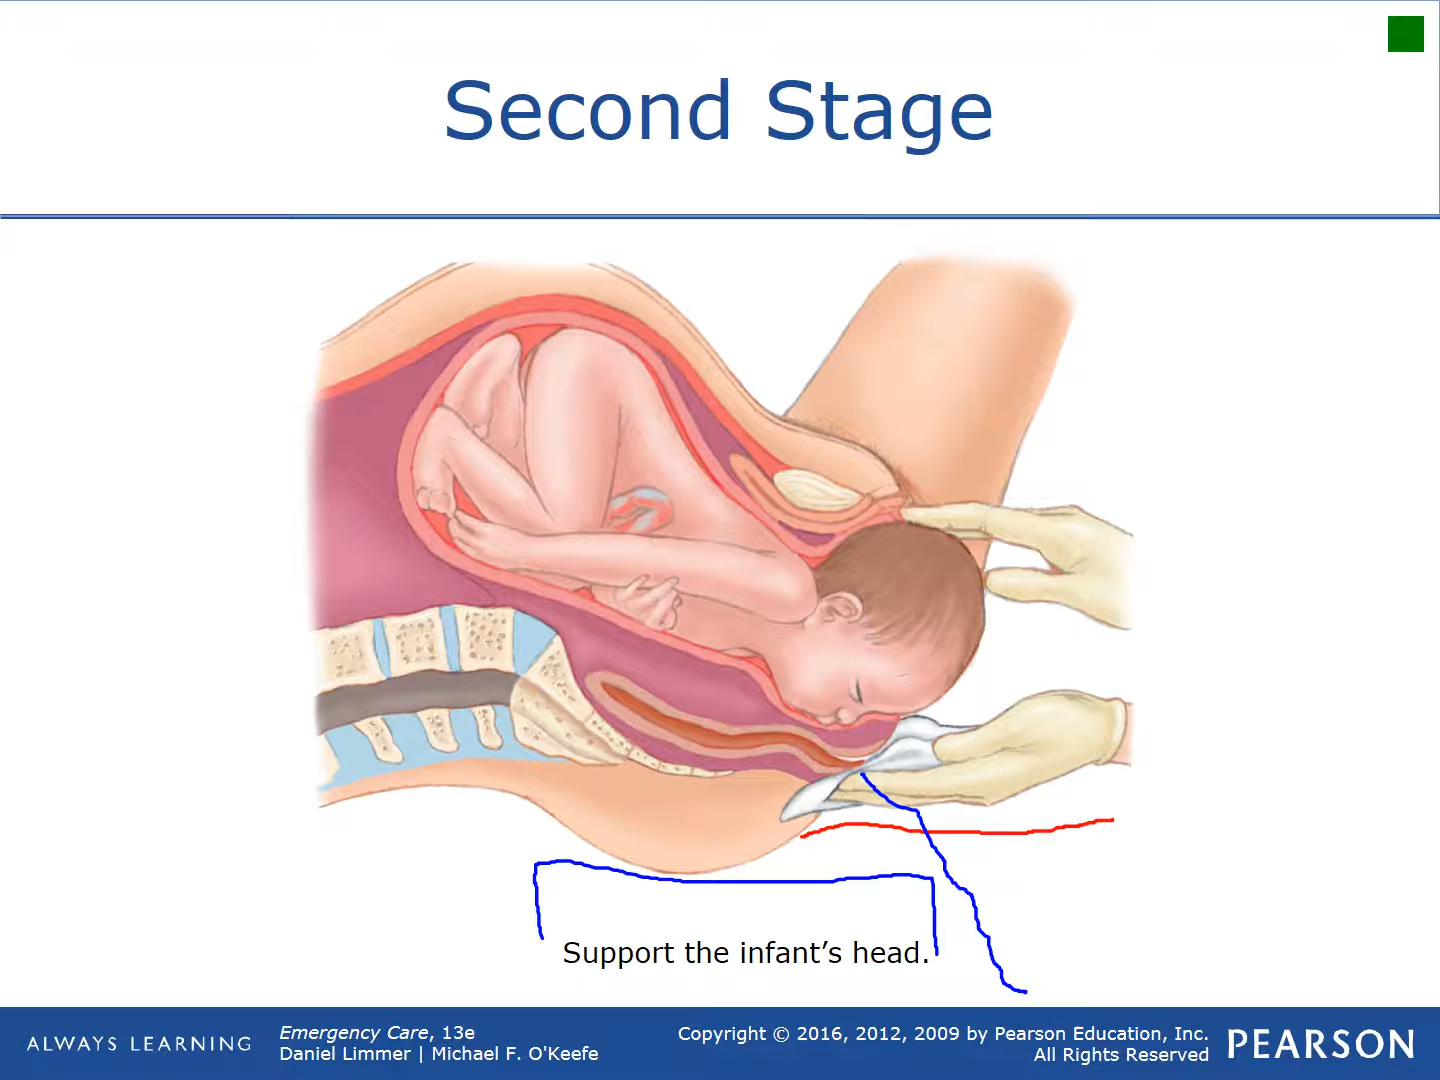 Second Stage
Support the infant’s head.
ALWAYS LEARNING
Emergency Care, 13e
Daniel Limmer | Michael F. O'Keefe
Copyright © 2016, 2012, 2009 by Pearson Education, Inc.
All Rights Reserved
PEARSON